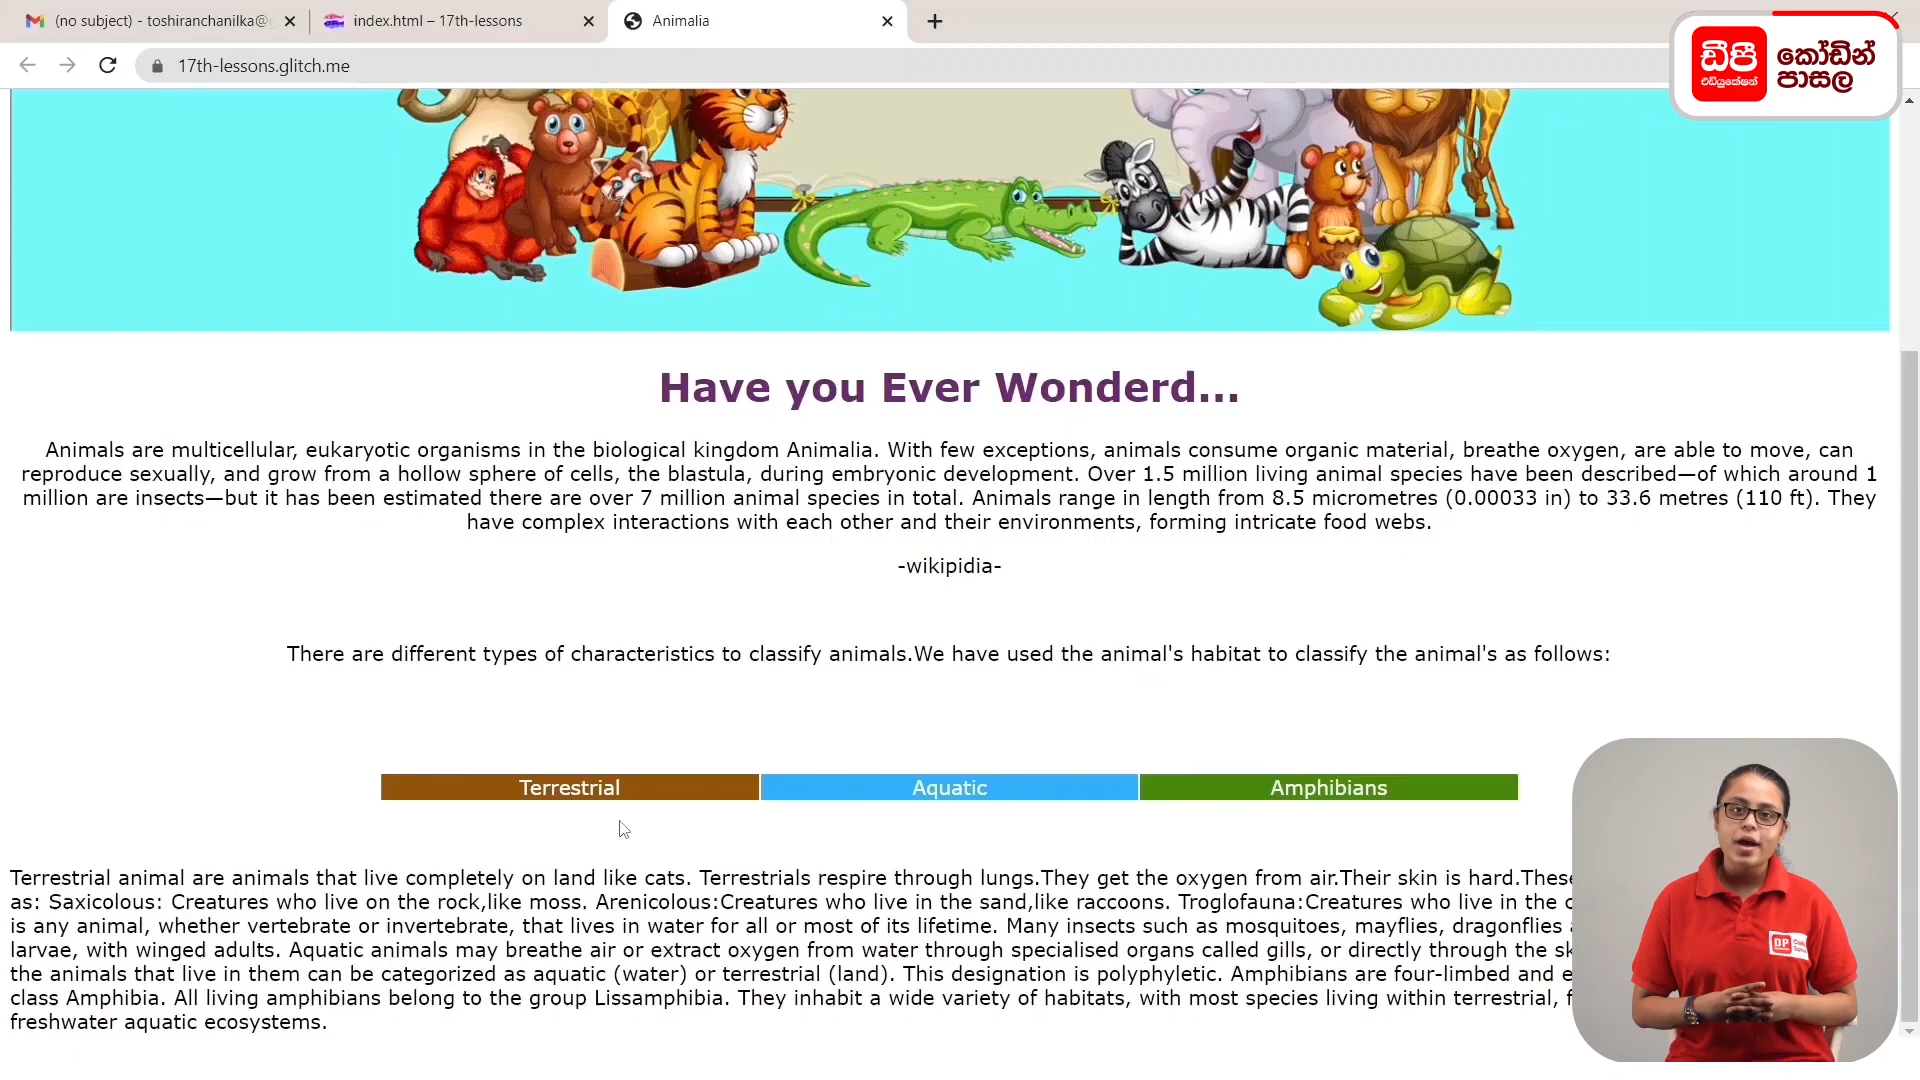 (no subject) - toshiranchanilka@g
index.html – 17th-lessons
Animalia
17th-lessons.glitch.me
ඩීපී
එඩියුකේෂන්
කෝඩින්
පාසල
Have you Ever Wonderd...
Animals are multicellular, eukaryotic organisms in the biological kingdom Animalia. With few exceptions, animals consume organic material, breathe oxygen, are able to move, can
reproduce sexually, and grow from a hollow sphere of cells, the blastula, during embryonic development. Over 1.5 million living animal species have been described—of which around 1
million are insects—but it has been estimated there are over 7 million animal species in total. Animals range in length from 8.5 micrometres (0.00033 in) to 33.6 metres (110 ft). They
have complex interactions with each other and their environments, forming intricate food webs.
-wikipidia-
There are different types of characteristics to classify animals.We have used the animal's habitat to classify the animal's as follows:
Terrestrial
Aquatic
Amphibians
Terrestrial animal are animals that live completely on land like cats. Terrestrials respire through lungs.They get the oxygen from air.Their skin is hard.These
as: Saxicolous: Creatures who live on the rock,like moss. Arenicolous:Creatures who live in the sand,like raccoons. Troglofauna:Creatures who live in the
is any animal, whether vertebrate or invertebrate, that lives in water for all or most of its lifetime. Many insects such as mosquitoes, mayflies, dragonflies
larvae, with winged adults. Aquatic animals may breathe air or extract oxygen from water through specialised organs called gills, or directly through the
the animals that live in them can be categorized as aquatic (water) or terrestrial (land). This designation is polyphyletic. Amphibians are four-limbed and
class Amphibia. All living amphibians belong to the group Lissamphibia. They inhabit a wide variety of habitats, with most species living within terrestrial,
freshwater aquatic ecosystems.
DP